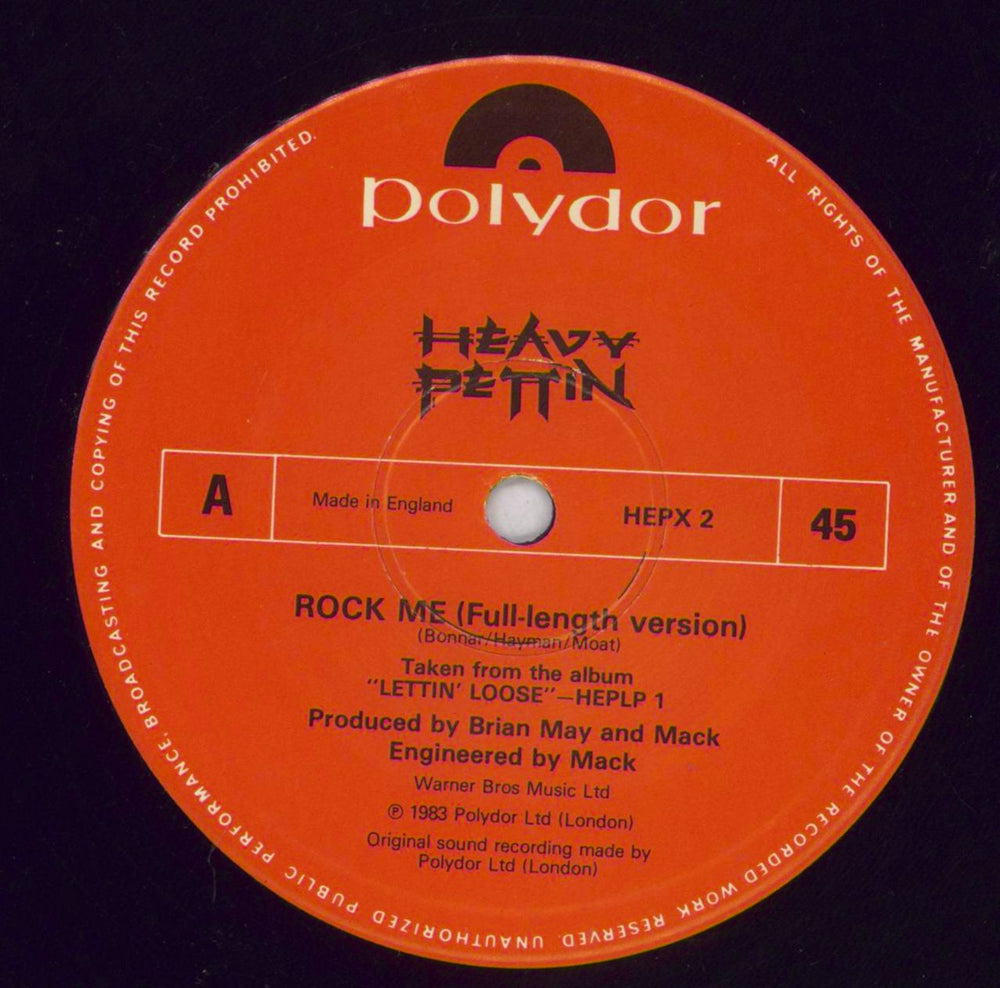 polydor
HEAVY
PETTIN
A
Made in England
HEPX 2
45
ROCK ME (Full-length version)
(Bonnar/Hayman/Moat)
Taken from the album
"LETTIN' LOOSE"—HEPLP 1
Produced by Brian May and Mack
Engineered by Mack
Warner Bros Music Ltd
℗ 1983 Polydor Ltd (London)
Original sound recording made by
Polydor Ltd (London)
ALL RIGHTS OF THE MANUFACTURER AND OF THE OWNER OF THE RECORDED WORK RESERVED. UNAUTHORIZED PUBLIC PERFORMANCE, BROADCASTING AND COPYING OF THIS RECORD PROHIBITED.